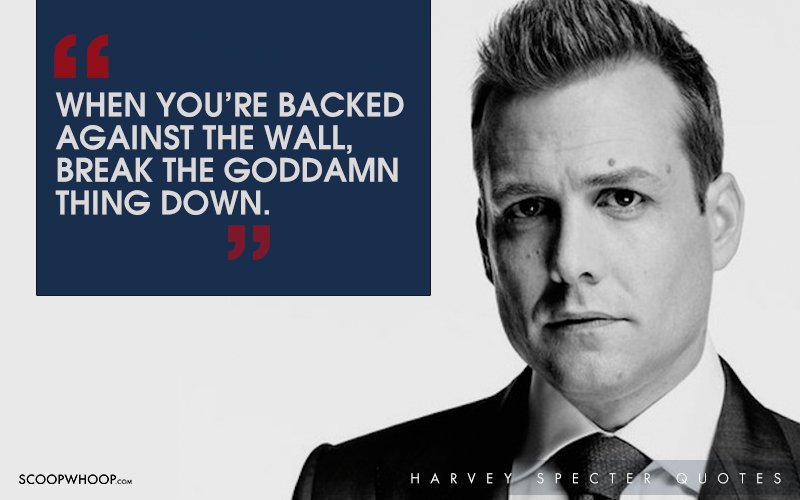 “
WHEN YOU’RE BACKED
AGAINST THE WALL,
BREAK THE GODDAMN
THING DOWN.
”
SCOOPWHOOP.COM
HARVEY SPECTER QUOTES